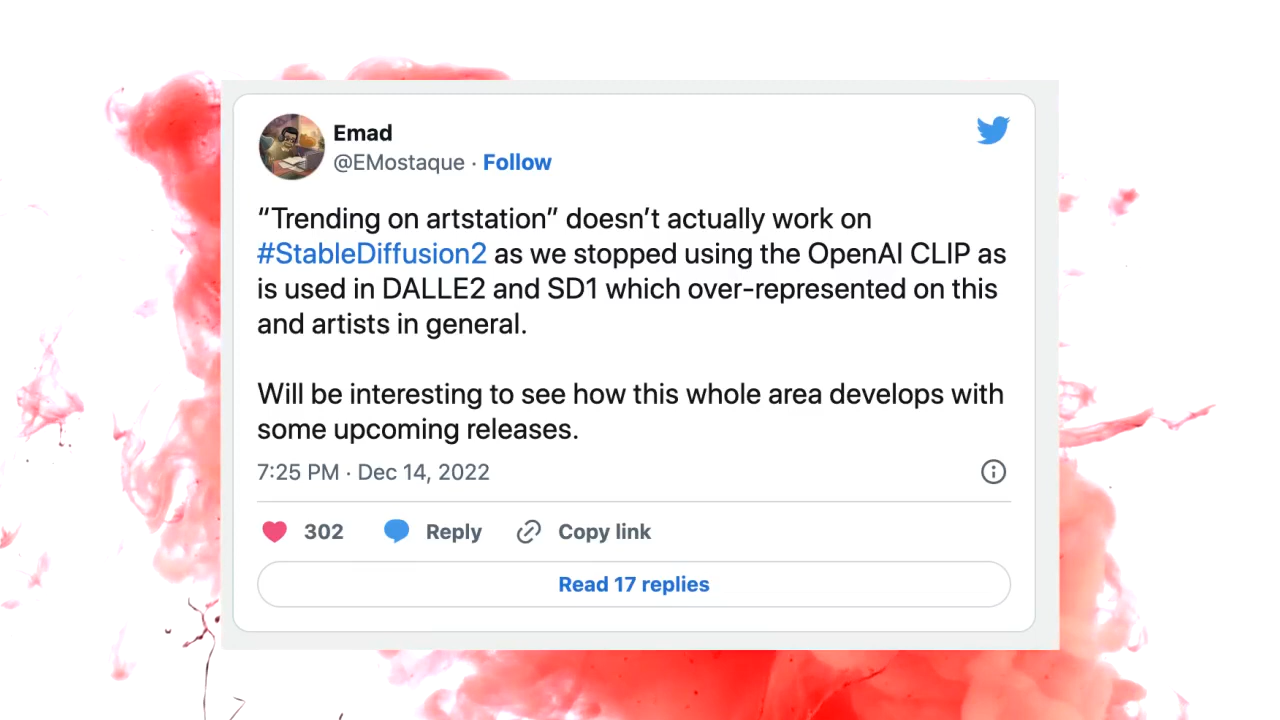 Emad
@EMostaque · Follow
“Trending on artstation” doesn’t actually work on
#StableDiffusion2 as we stopped using the OpenAI CLIP as
is used in DALLE2 and SD1 which over-represented on this
and artists in general.
Will be interesting to see how this whole area develops with
some upcoming releases.
7:25 PM · Dec 14, 2022
302 Reply Copy link
Read 17 replies